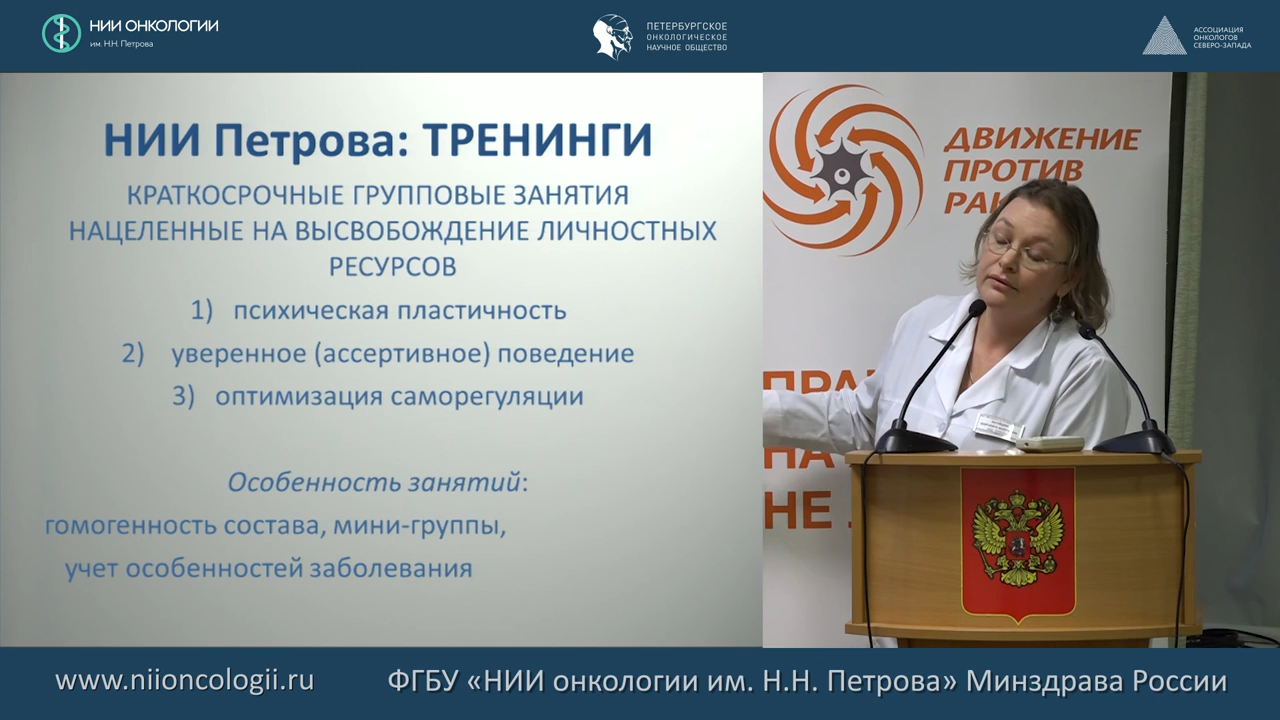 НИИ ОНКОЛОГИИ
им. Н.Н. Петрова
ПЕТЕРБУРГСКОЕ
ОНКОЛОГИЧЕСКОЕ
НАУЧНОЕ ОБЩЕСТВО
АССОЦИАЦИЯ
ОНКОЛОГОВ
СЕВЕРО-ЗАПАДА
НИИ Петрова: ТРЕНИНГИ
КРАТКОСРОЧНЫЕ ГРУППОВЫЕ ЗАНЯТИЯ
НАЦЕЛЕННЫЕ НА ВЫСВОБОЖДЕНИЕ ЛИЧНОСТНЫХ
РЕСУРСОВ
1) психическая пластичность
2) уверенное (ассертивное) поведение
3) оптимизация саморегуляции
Особенность занятий:
гомогенность состава, мини-группы,
учет особенностей заболевания
ДВИЖЕНИЕ
ПРОТИВ
НА
НЕ
www.niioncologii.ru
ФГБУ «НИИ онкологии им. Н.Н. Петрова» Минздрава России